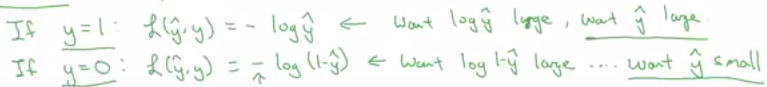 If y=1: L(ŷ,y) = - log ŷ ← Want log ŷ large, want ŷ large.
If y=0: L(ŷ,y) = - log (1-ŷ) ← Want log 1-ŷ large .... want ŷ small